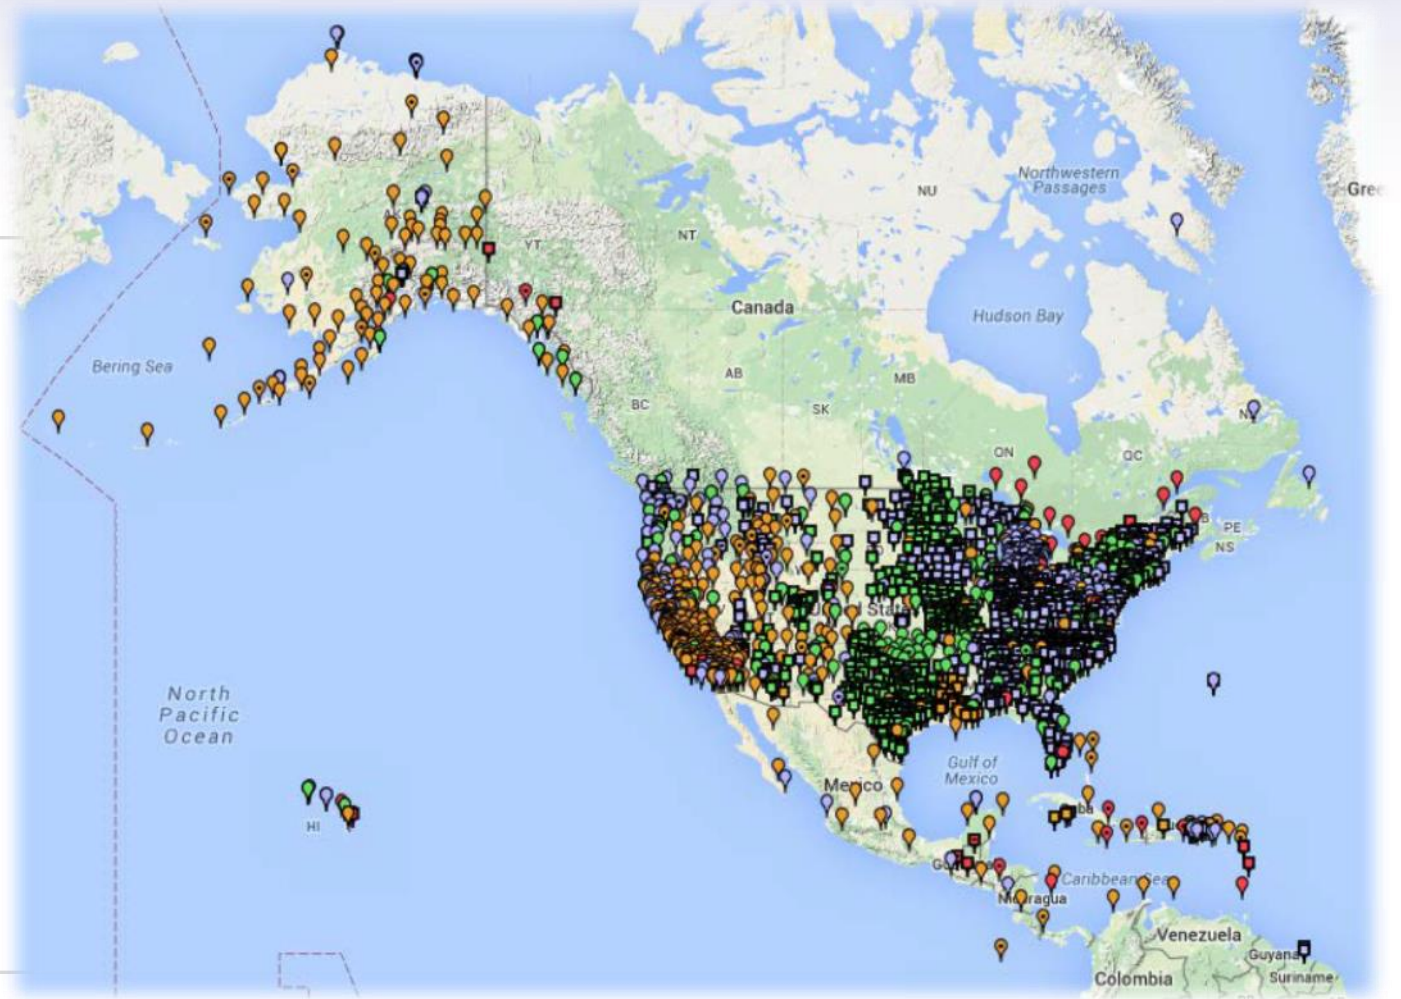 Northwestern
Passages
Gree
NU
NT
YT
Canada
Hudson Bay
Bering Sea
AB
MB
BC
SK
ON
QC
PE
NS
North
Pacific
Ocean
Gulf of
Mexico
Mexico
HI
Caribbean Sea
Nicaragua
Venezuela
Guyana
Suriname
Colombia